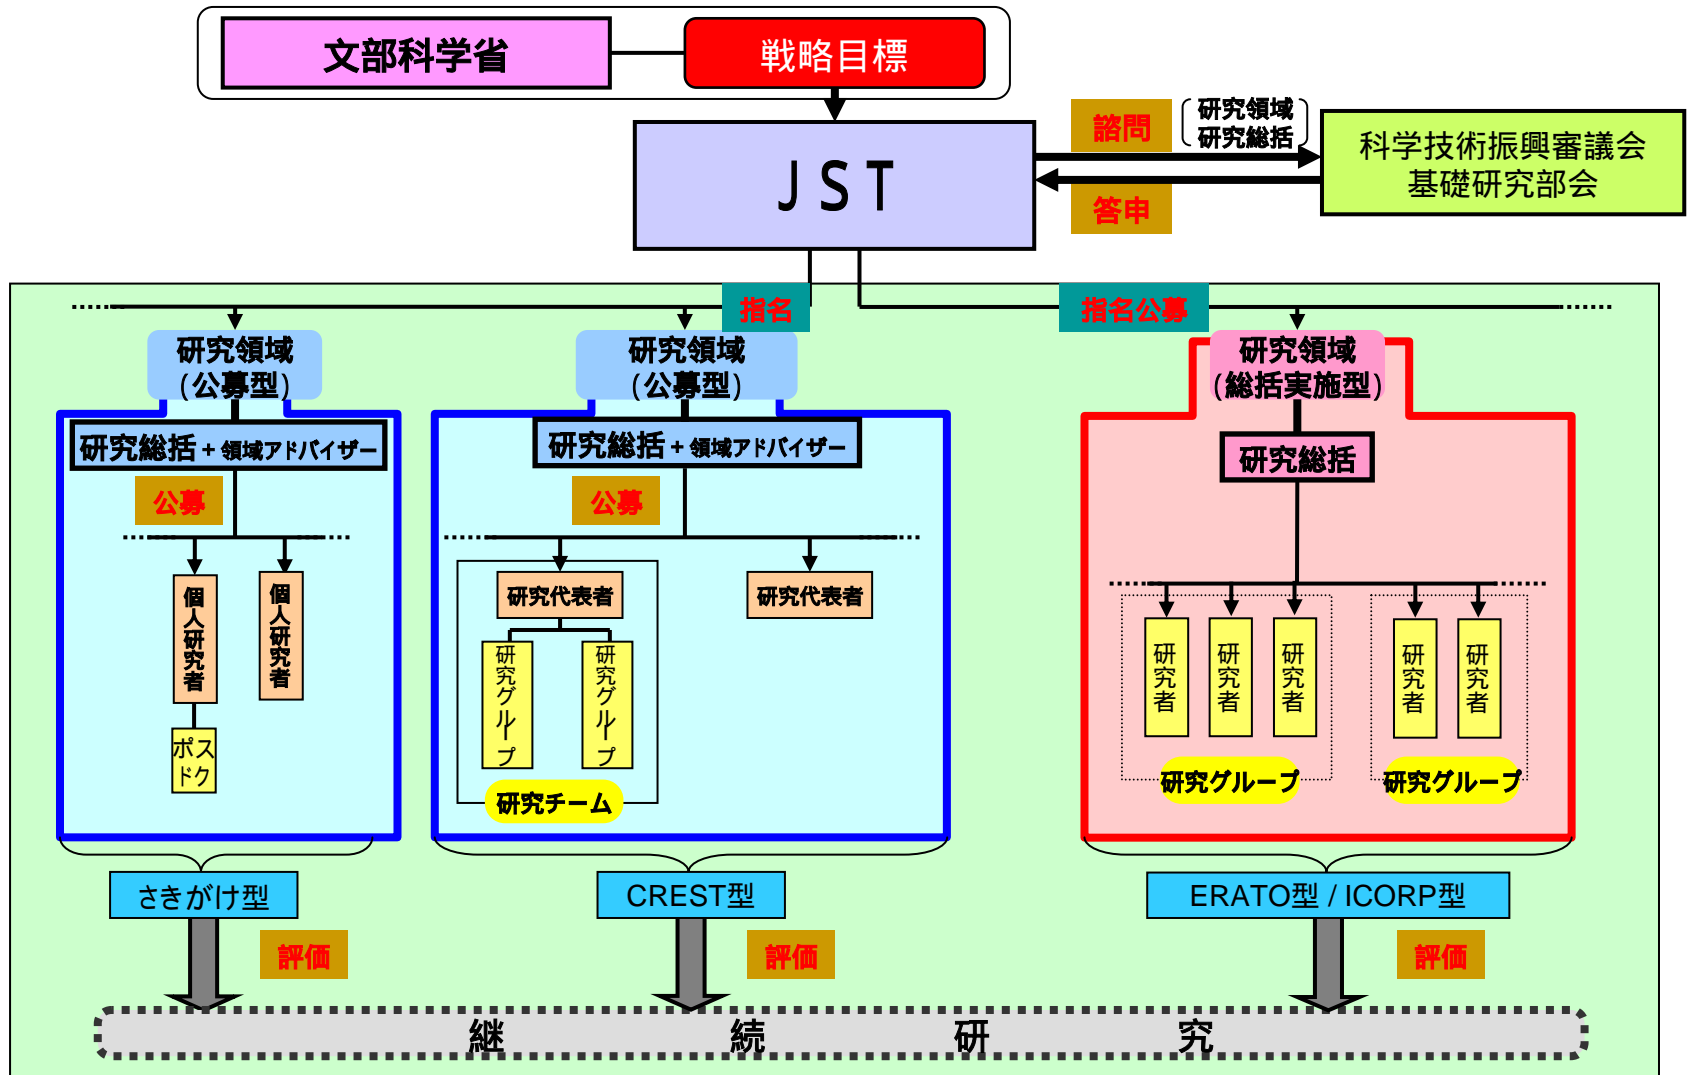 文部科学省
戦略目標
諮問
研究領域
研究総括
科学技術振興審議会
基礎研究部会
JST
答申
指名
指名公募
研究領域
(公募型)
研究領域
(公募型)
研究領域
(総括実施型)
研究総括+領域アドバイザー
研究総括+領域アドバイザー
研究総括
公募
公募
個人研究者
個人研究者
ポスドク
研究代表者
研究代表者
研究グループ
研究グループ
研究チーム
研究者
研究者
研究者
研究者
研究者
研究グループ
研究グループ
さきがけ型
CREST型
ERATO型 / ICORP型
評価
評価
評価
継続研究